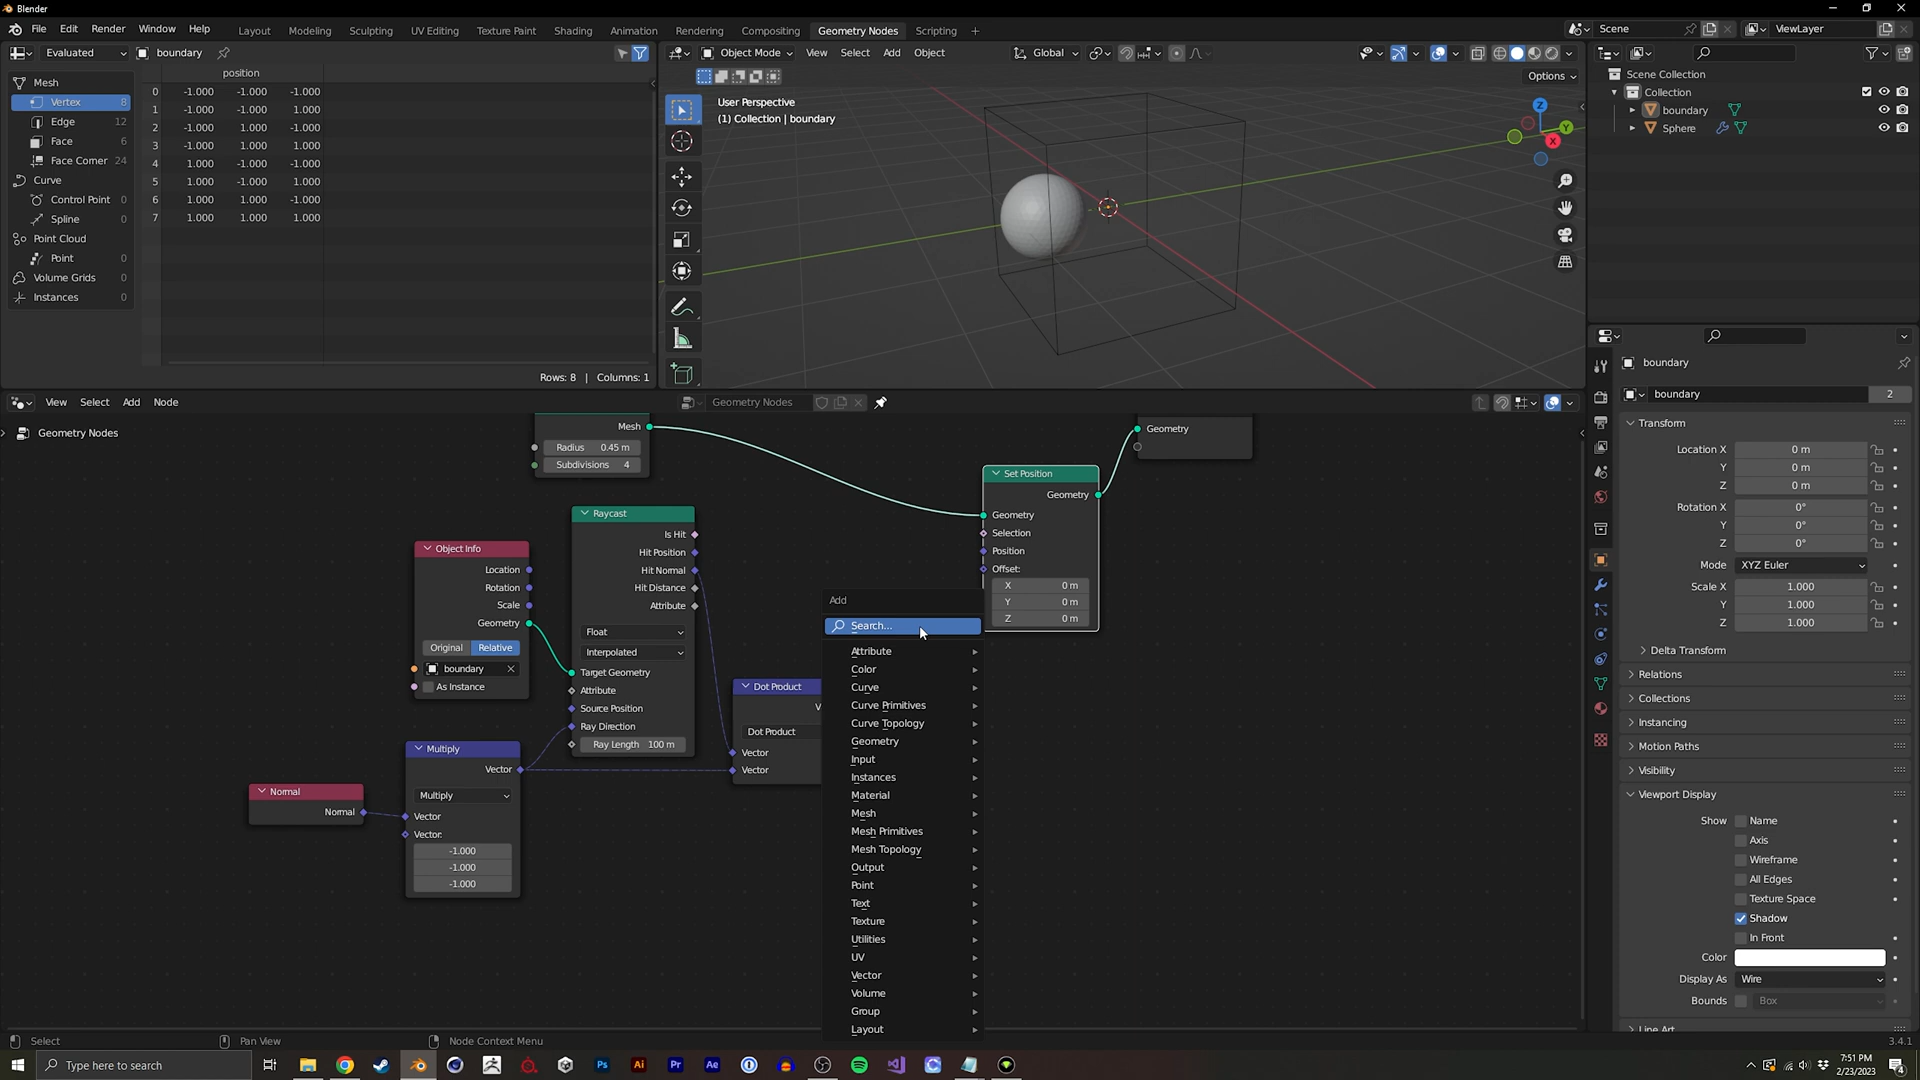 Blender
File Edit Render Window Help
Layout Modeling Sculpting UV Editing Texture Paint Shading Animation Rendering Compositing Geometry Nodes Scripting +
Scene ViewLayer
Evaluated boundary
Object Mode View Select Add Object Global
Options
position
Mesh
Vertex 8
Edge 12
Face 6
Face Corner 24
Curve
Control Point 0
Spline 0
Point Cloud
Point 0
Volume Grids 0
Instances 0
0 -1.000 -1.000 -1.000
1 -1.000 -1.000 1.000
2 -1.000 1.000 -1.000
3 -1.000 1.000 1.000
4 1.000 -1.000 -1.000
5 1.000 -1.000 1.000
6 1.000 1.000 -1.000
7 1.000 1.000 1.000
Rows: 8 | Columns: 1
User Perspective
(1) Collection | boundary
Z
Y
X
Scene Collection
Collection
boundary
Sphere
View Select Add Node Geometry Nodes
Geometry Nodes
Mesh
Radius 0.45 m
Subdivisions 4
Geometry
Set Position
Geometry
Geometry
Selection
Position
Offset:
X 0 m
Y 0 m
Z 0 m
Raycast
Is Hit
Hit Position
Hit Normal
Hit Distance
Attribute
Float
Interpolated
Target Geometry
Attribute
Source Position
Ray Direction
Ray Length 100 m
Object Info
Location
Rotation
Scale
Geometry
Original Relative
boundary
As Instance
Dot Product
V
Dot Product
Vector
Vector
Multiply
Vector
Multiply
Vector
Vector:
-1.000
-1.000
-1.000
Normal
Normal
Add
Search...
Attribute
Color
Curve
Curve Primitives
Curve Topology
Geometry
Input
Instances
Material
Mesh
Mesh Primitives
Mesh Topology
Output
Point
Text
Texture
Utilities
UV
Vector
Volume
Group
Layout
boundary
boundary 2
Transform
Location X 0 m
Y 0 m
Z 0 m
Rotation X 0°
Y 0°
Z 0°
Mode XYZ Euler
Scale X 1.000
Y 1.000
Z 1.000
Delta Transform
Relations
Collections
Instancing
Motion Paths
Visibility
Viewport Display
Show Name
Axis
Wireframe
All Edges
Texture Space
Shadow
In Front
Color
Display As Wire
Bounds Box
Line Art
Select Pan View Node Context Menu
3.4.1
Type here to search
Ps Ai Pr Ae
7:51 PM
2/23/2023
4